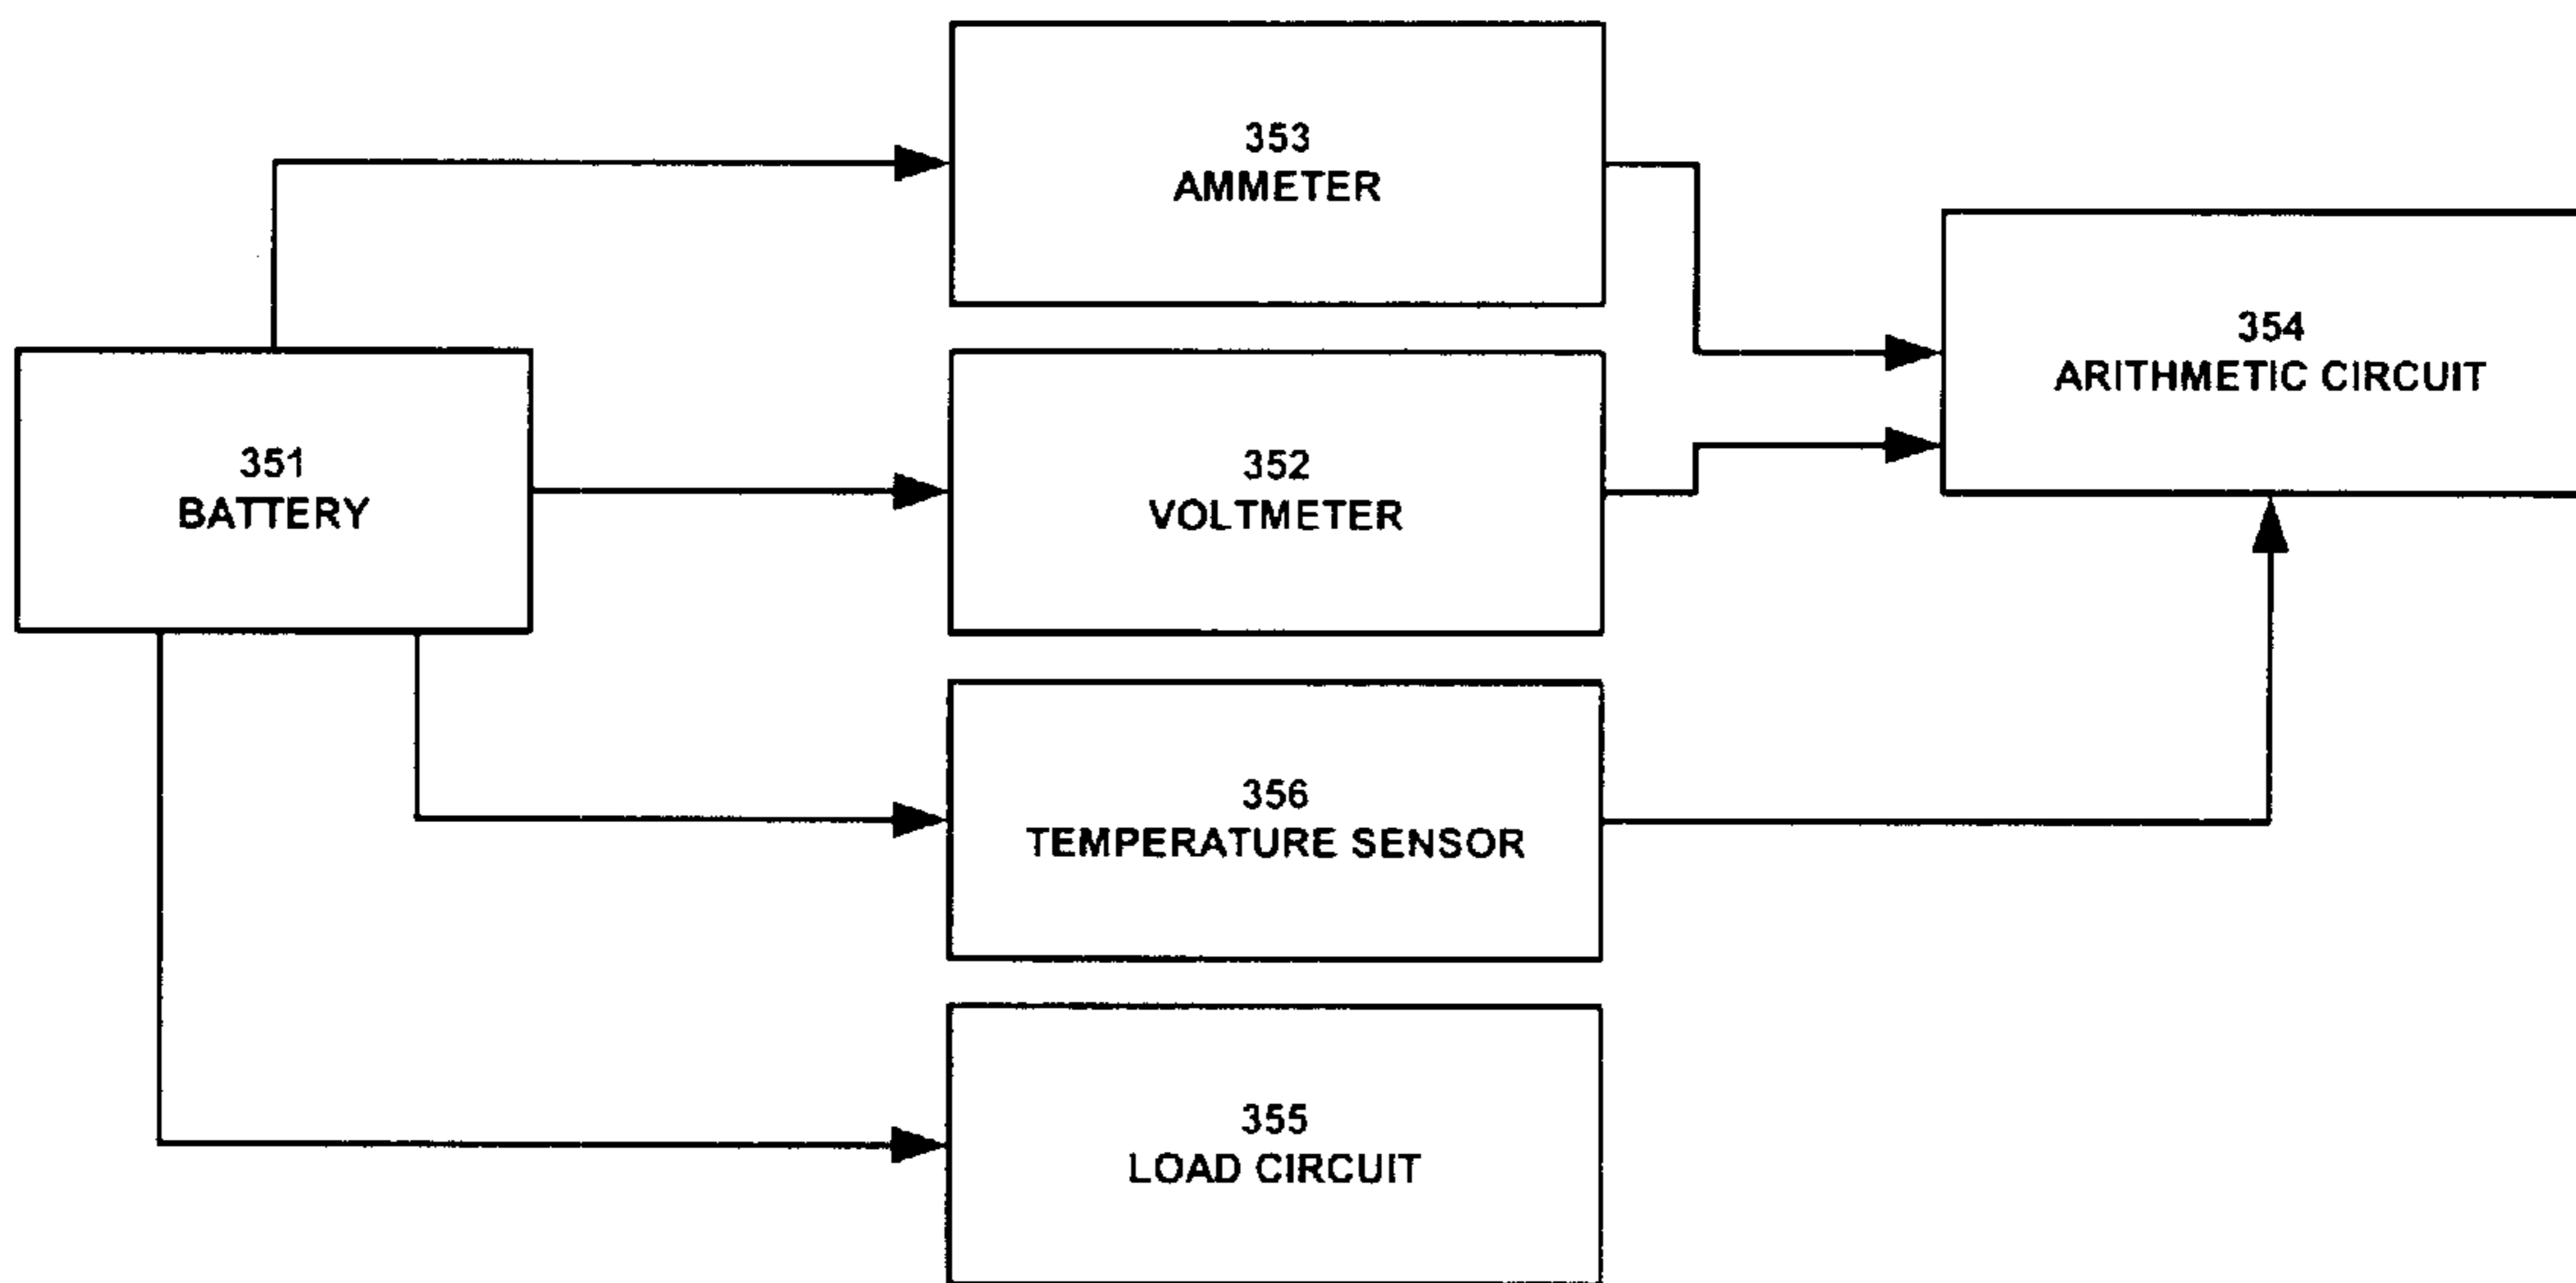 353
AMMETER
354
ARITHMETIC CIRCUIT
351
BATTERY
352
VOLTMETER
356
TEMPERATURE SENSOR
355
LOAD CIRCUIT